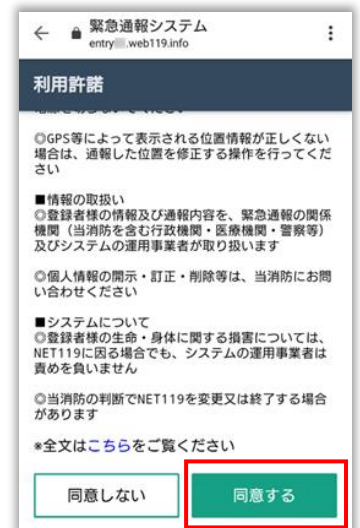 緊急通報システム
entry .web119.info
利用許諾
◎GPS等によって表示される位置情報が正しくない
場合は、通報した位置を修正する操作を行ってくだ
さい
■情報の取扱い
◎登録者様の情報及び通報内容を、緊急通報の関係
機関（当消防を含む行政機関・医療機関・警察等）
及びシステムの運用事業者が取り扱います
◎個人情報の開示・訂正・削除等は、当消防にお問
い合わせください
■システムについて
◎登録者様の生命・身体に関する損害については、
NET119に因る場合でも、システムの運用事業者は
責めを負いません
◎当消防の判断でNET119を変更又は終了する場合
があります
※全文はこちらをご覧ください
同意しない
同意する